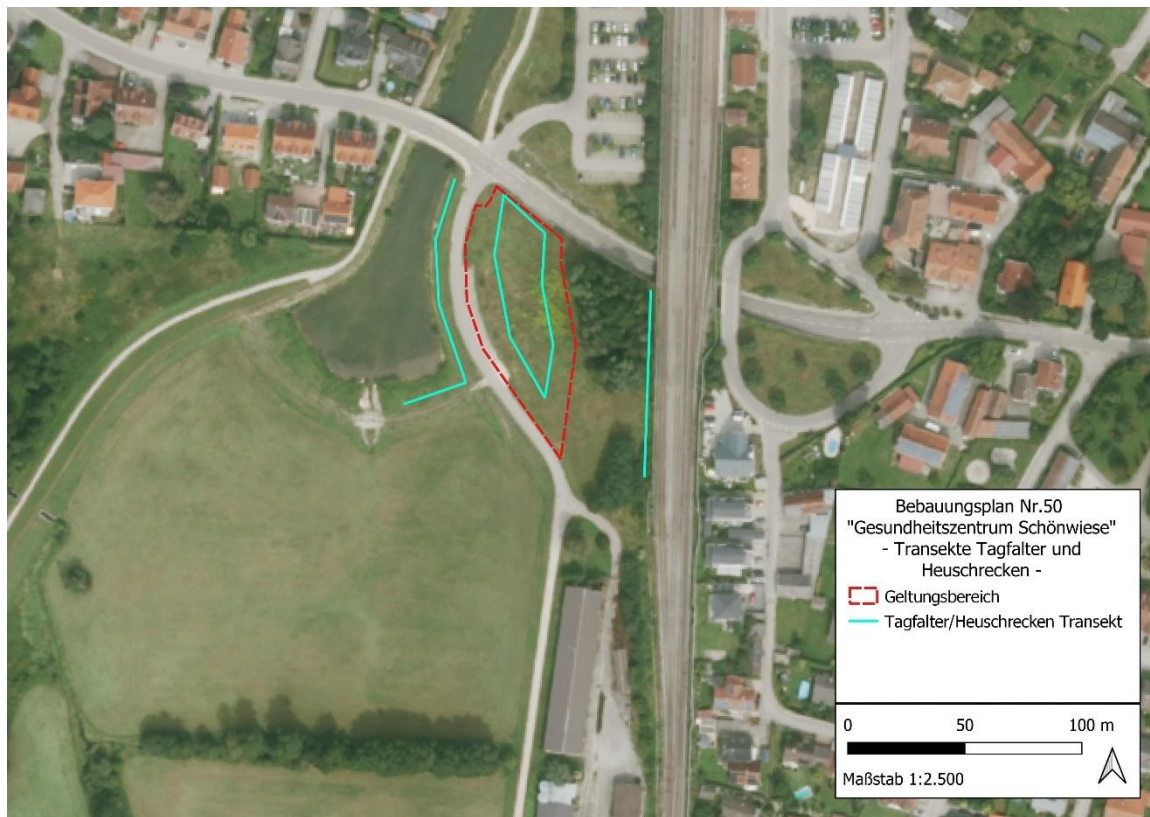 Bebauungsplan Nr.50
"Gesundheitszentrum Schönwiese"
- Transekte Tagfalter und
Heuschrecken -
Geltungsbereich
Tagfalter/Heuschrecken Transekt
0 50 100 m
Maßstab 1:2.500